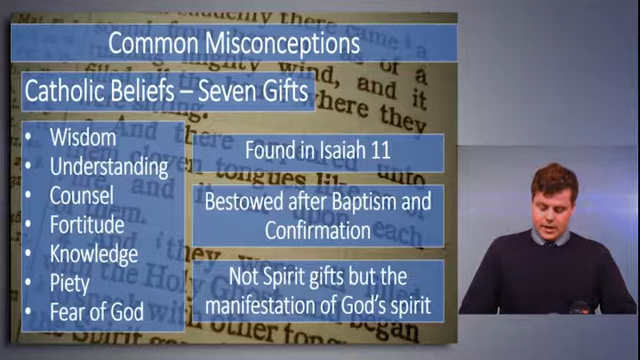 Common Misconceptions
Catholic Beliefs – Seven Gifts
• Wisdom
• Understanding
• Counsel
• Fortitude
• Knowledge
• Piety
• Fear of God
Found in Isaiah 11
Bestowed after Baptism and
Confirmation
Not Spirit gifts but the
manifestation of God's spirit